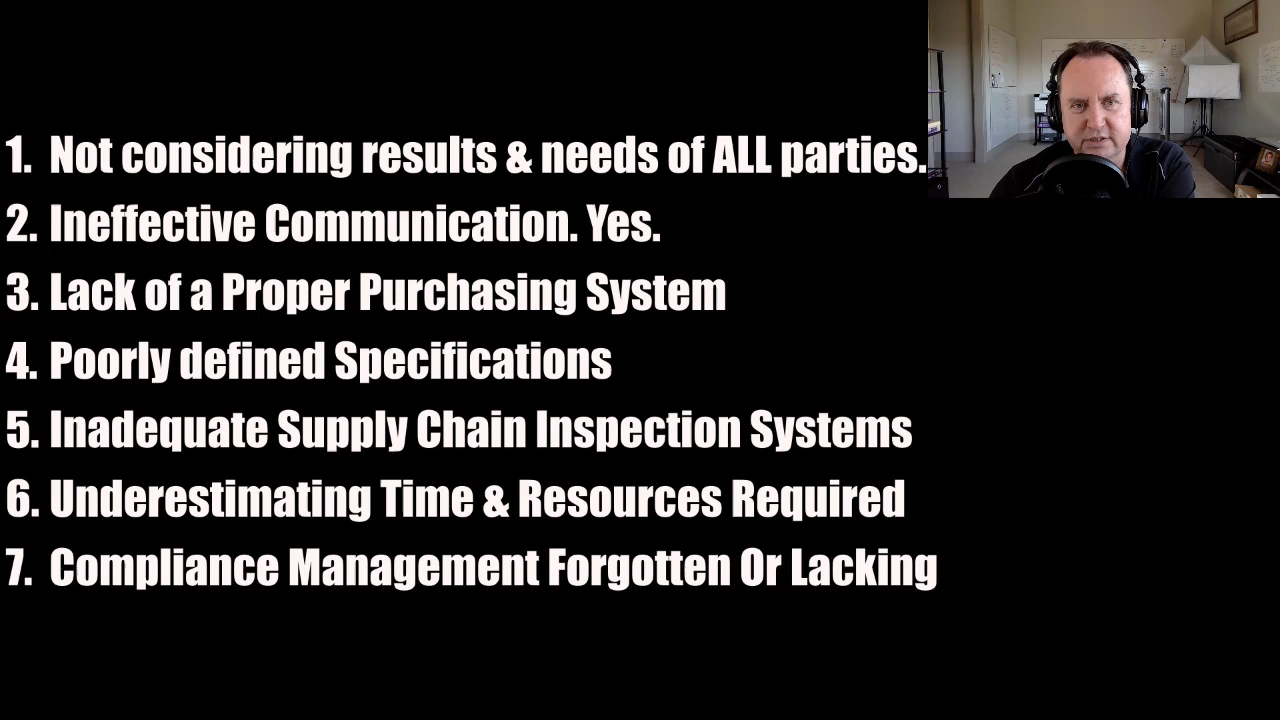 1. Not considering results & needs of ALL parties.
2. Ineffective Communication. Yes.
3. Lack of a Proper Purchasing System
4. Poorly defined Specifications
5. Inadequate Supply Chain Inspection Systems
6. Underestimating Time & Resources Required
7. Compliance Management Forgotten Or Lacking